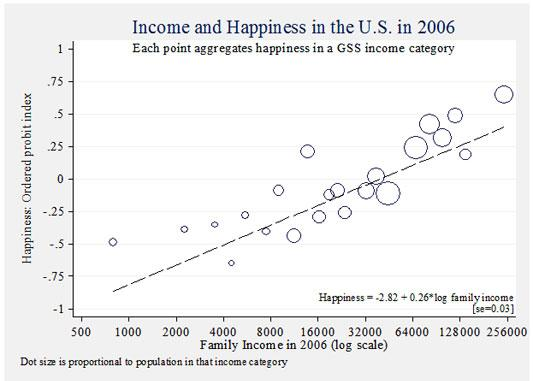 Income and Happiness in the U.S. in 2006
Each point aggregates happiness in a GSS income category
Happiness: Ordered probit index
1
.75
.5
.25
0
-.25
-.5
-.75
-1
Happiness = -2.82 + 0.26*log family income
[se=0.03]
500 1000 2000 4000 8000 16000 32000 64000 128000 256000
Family Income in 2006 (log scale)
Dot size is proportional to population in that income category